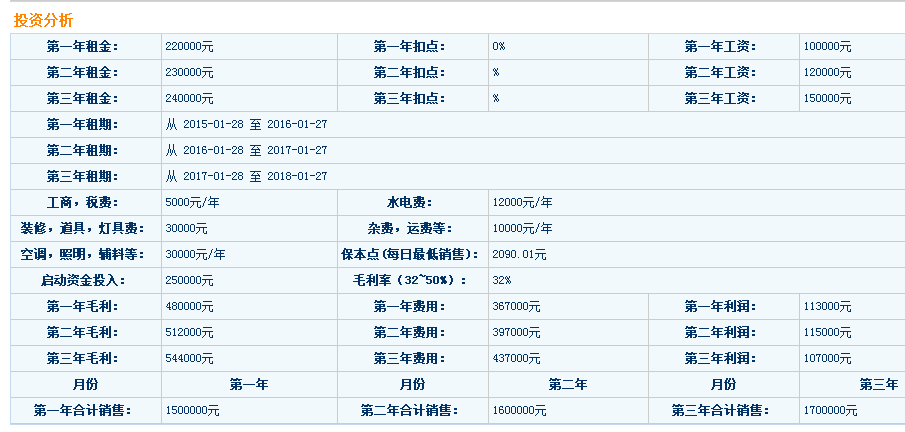 投资分析
第一年租金： 220000元 第一年扣点： 0% 第一年工资： 100000元
第二年租金： 230000元 第二年扣点： % 第二年工资： 120000元
第三年租金： 240000元 第三年扣点： % 第三年工资： 150000元
第一年租期： 从 2015-01-28 至 2016-01-27
第二年租期： 从 2016-01-28 至 2017-01-27
第三年租期： 从 2017-01-28 至 2018-01-27
工商，税费： 5000元/年 水电费： 12000元/年
装修，道具，灯具费： 30000元 杂费，运费等： 10000元/年
空调，照明，辅料等： 30000元/年 保本点(每日最低销售)： 2090.01元
启动资金投入： 250000元 毛利率（32~50%）： 32%
第一年毛利： 480000元 第一年费用： 367000元 第一年利润： 113000元
第二年毛利： 512000元 第二年费用： 397000元 第二年利润： 115000元
第三年毛利： 544000元 第三年费用： 437000元 第三年利润： 107000元
月份 第一年 月份 第二年 月份 第三年
第一年合计销售： 1500000元 第二年合计销售： 1600000元 第三年合计销售： 1700000元